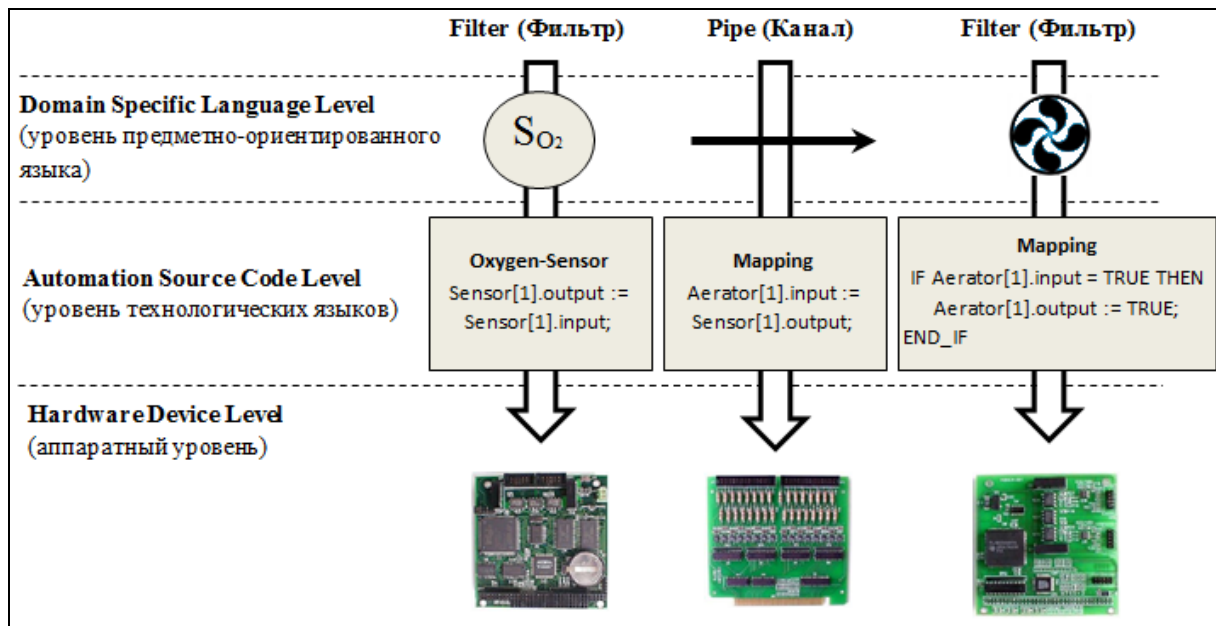 Filter (Фильтр)
Pipe (Канал)
Filter (Фильтр)
Domain Specific Language Level
(уровень предметно-ориентированного
языка)
SO₂
Automation Source Code Level
(уровень технологических языков)
Oxygen-Sensor
Sensor[1].output :=
Sensor[1].input;
Mapping
Aerator[1].input :=
Sensor[1].output;
Mapping
IF Aerator[1].input = TRUE THEN
Aerator[1].output := TRUE;
END_IF
Hardware Device Level
(аппаратный уровень)